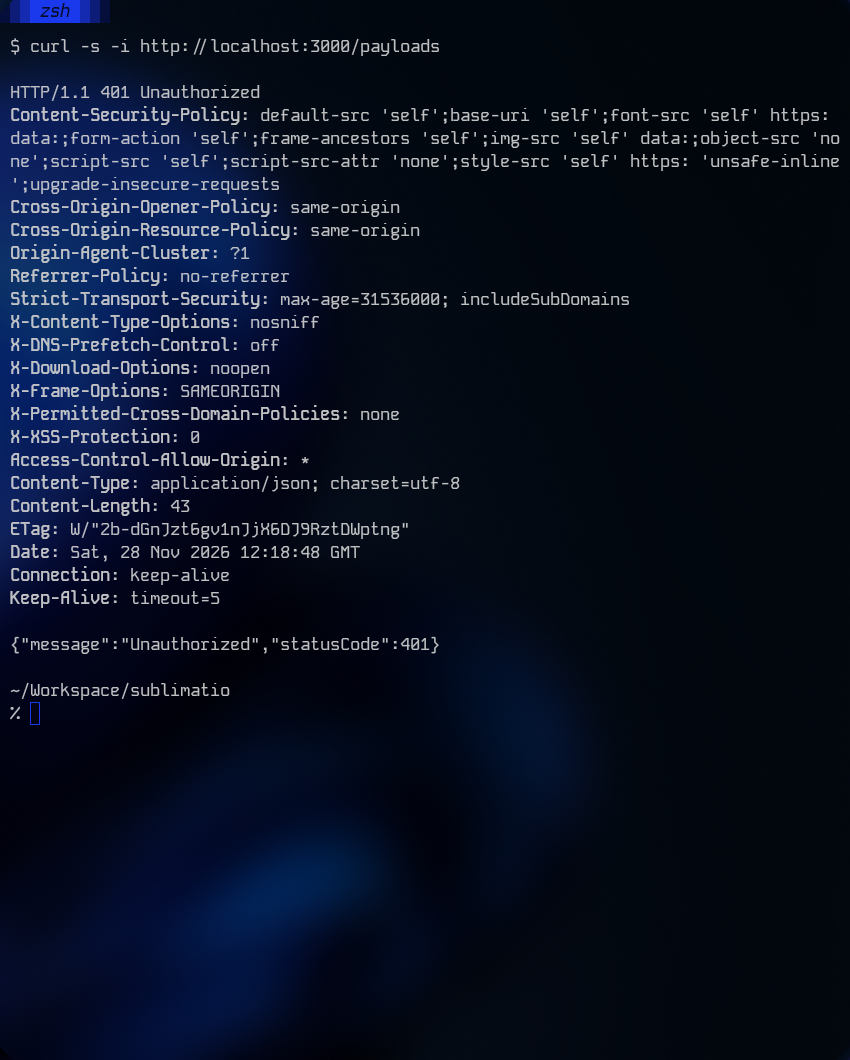 zsh
$ curl -s -i http://localhost:3000/payloads
HTTP/1.1 401 Unauthorized
Content-Security-Policy: default-src 'self';base-uri 'self';font-src 'self' https:
data:;form-action 'self';frame-ancestors 'self';img-src 'self' data:;object-src 'no
ne';script-src 'self';script-src-attr 'none';style-src 'self' https: 'unsafe-inline
';upgrade-insecure-requests
Cross-Origin-Opener-Policy: same-origin
Cross-Origin-Resource-Policy: same-origin
Origin-Agent-Cluster: ?1
Referrer-Policy: no-referrer
Strict-Transport-Security: max-age=31536000; includeSubDomains
X-Content-Type-Options: nosniff
X-DNS-Prefetch-Control: off
X-Download-Options: noopen
X-Frame-Options: SAMEORIGIN
X-Permitted-Cross-Domain-Policies: none
X-XSS-Protection: 0
Access-Control-Allow-Origin: *
Content-Type: application/json; charset=utf-8
Content-Length: 43
ETag: W/"2b-dGnJzt6gv1nJjX6DJ9RztDWptng"
Date: Sat, 28 Nov 2026 12:18:48 GMT
Connection: keep-alive
Keep-Alive: timeout=5
{"message":"Unauthorized","statusCode":401}
~/Workspace/sublimatio
%